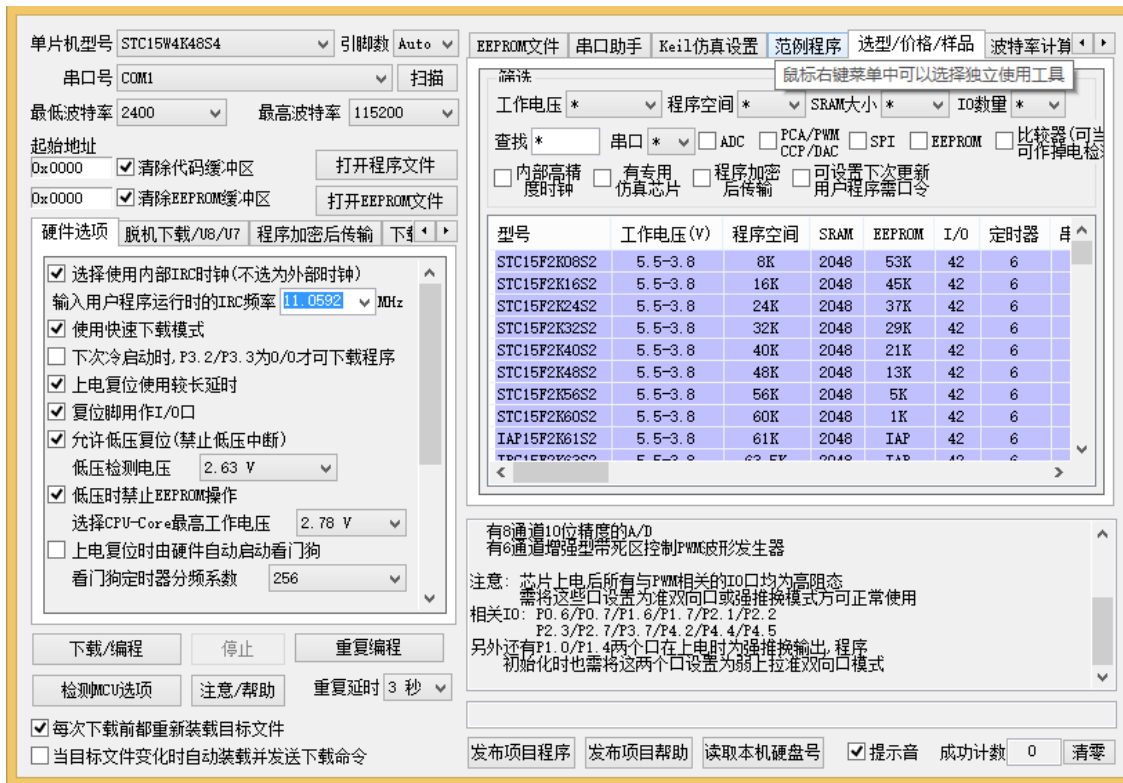 单片机型号 STC15W4K48S4 引脚数 Auto
串口号 COM1 扫描
最低波特率 2400 最高波特率 115200
起始地址
0x0000 清除代码缓冲区 打开程序文件
0x0000 清除EEPROM缓冲区 打开EEPROM文件
硬件选项 脱机下载/U8/U7 程序加密后传输
选择使用内部IRC时钟(不选为外部时钟)
输入用户程序运行时的IRC频率 11.0592 MHz
使用快速下载模式
下次冷启动时,P3.2/P3.3为0/0才可下载程序
上电复位使用较长延时
复位脚用作I/O口
允许低压复位(禁止低压中断)
低压检测电压 2.63 V
低压时禁止EEPROM操作
选择CPU-Core最高工作电压 2.78 V
上电复位时由硬件自动启动看门狗
看门狗定时器分频系数 256
下载/编程 停止 重复编程
检测MCU选项 注意/帮助 重复延时 3 秒
每次下载前都重新装载目标文件
当目标文件变化时自动装载并发送下载命令
EEPROM文件 串口助手 Keil仿真设置 范例程序 选型/价格/样品 波特率计算
鼠标右键菜单中可以选择独立使用工具
筛选
工作电压 * 程序空间 * SRAM大小 * IO数量 *
查找 * 串口 * ADC PCA/PWM CCP/DAC SPI EEPROM 比较器(可当 可作掉电检
内部高精度时钟 有专用仿真芯片 程序加密后传输 可设置下次更新用户程序需口令
型号 工作电压(V) 程序空间 SRAM EEPROM I/O 定时器 串
STC15F2K08S2 5.5-3.8 8K 2048 53K 42 6
STC15F2K16S2 5.5-3.8 16K 2048 45K 42 6
STC15F2K24S2 5.5-3.8 24K 2048 37K 42 6
STC15F2K32S2 5.5-3.8 32K 2048 29K 42 6
STC15F2K40S2 5.5-3.8 40K 2048 21K 42 6
STC15F2K48S2 5.5-3.8 48K 2048 13K 42 6
STC15F2K56S2 5.5-3.8 56K 2048 5K 42 6
STC15F2K60S2 5.5-3.8 60K 2048 1K 42 6
IAP15F2K61S2 5.5-3.8 61K 2048 IAP 42 6
有8通道10位精度的A/D
有6通道增强型带死区控制PWM波形发生器
注意: 芯片上电后所有与PWM相关的IO口均为高阻态
需将这些口设置为准双向口或强推挽模式方可正常使用
相关IO: P0.6/P0.7/P1.6/P1.7/P2.1/P2.2
P2.3/P2.7/P3.7/P4.2/P4.4/P4.5
另外还有P1.0/P1.4两个口在上电时为强推挽输出,程序
初始化时也需将这两个口设置为弱上拉准双向口模式
发布项目程序 发布项目帮助 读取本机硬盘号 提示音 成功计数 0 清零